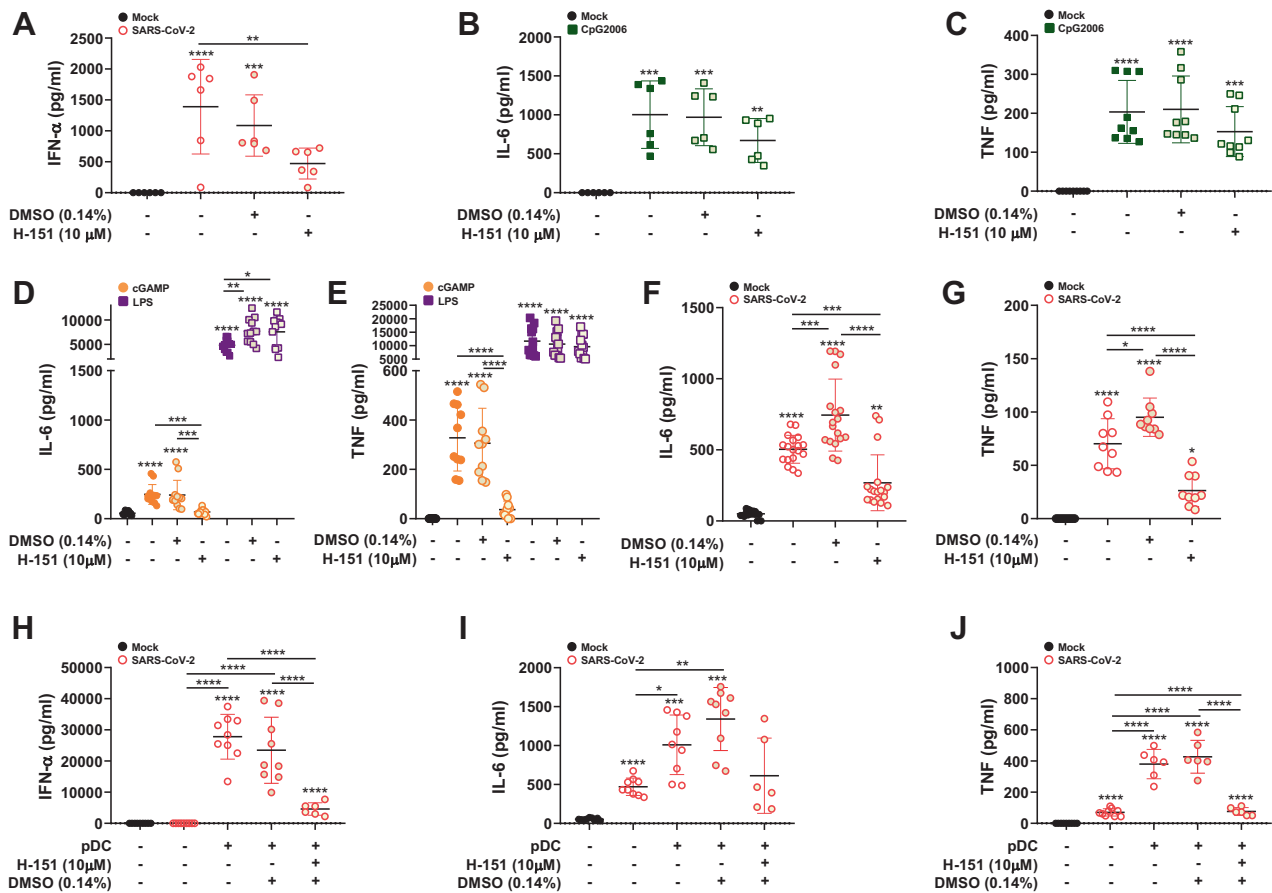 A
Mock
SARS-CoV-2
IFN-α (pg/ml)
2500
2000
1500
1000
500
0
**
****
***
DMSO (0.14%) - - + -
H-151 (10 μM) - - - +
B
Mock
CpG2006
IL-6 (pg/ml)
2000
1500
1000
500
0
***
***
**
DMSO (0.14%) - - + -
H-151 (10 μM) - - - +
C
Mock
CpG2006
TNF (pg/ml)
400
300
200
100
0
****
****
***
DMSO (0.14%) - - + -
H-151 (10 μM) - - - +
D
cGAMP
LPS
IL-6 (pg/ml)
10000
5000
1500
1000
500
0
*
**
****
****
****
***
***
****
****
DMSO (0.14%) - - + - - + -
H-151 (10μM) - - - + - - +
E
cGAMP
LPS
TNF (pg/ml)
25000
20000
15000
10000
5000
600
400
200
0
****
****
****
****
****
****
****
DMSO (0.14%) - - + - - + -
H-151 (10μM) - - - + - - +
F
Mock
SARS-CoV-2
IL-6 (pg/ml)
1500
1000
500
0
***
***
****
****
****
**
DMSO (0.14%) - - + -
H-151 (10μM) - - - +
G
Mock
SARS-CoV-2
TNF (pg/ml)
200
150
100
50
0
****
*
****
****
****
*
DMSO (0.14%) - - + -
H-151 (10μM) - - - +
H
Mock
SARS-CoV-2
IFN-α (pg/ml)
50000
40000
30000
20000
10000
0
****
****
****
****
****
****
****
pDC - - + + +
H-151 (10μM) - - - - +
DMSO (0.14%) - - - + +
I
Mock
SARS-CoV-2
IL-6 (pg/ml)
2000
1500
1000
500
0
**
*
***
***
****
pDC - - + + +
H-151 (10μM) - - - - +
DMSO (0.14%) - - - + +
J
Mock
SARS-CoV-2
TNF (pg/ml)
1000
800
600
400
200
0
****
****
****
****
****
****
****
****
pDC - - + + +
H-151 (10μM) - - - - +
DMSO (0.14%) - - - + +